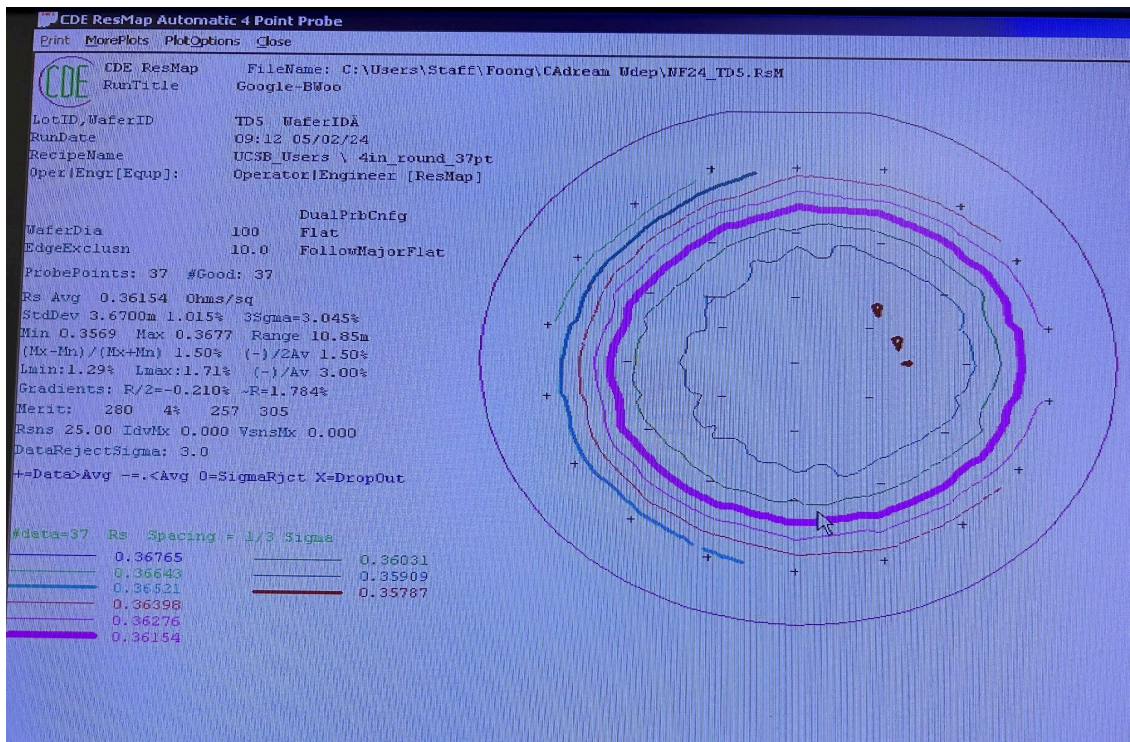 CDE ResMap Automatic 4 Point Probe
Print MorePlots PlotOptions Close
CDE
CDE ResMap FileName: C:\Users\Staff\Foong\CAdream Wdep\NF24_TD5.RsM
RunTitle Google-BWoo
LotID,WaferID TD5 WaferIDÂ
RunDate 09:12 05/02/24
RecipeName UCSB_Users \ 4in_round_37pt
Oper|Engr[Equp]: Operator|Engineer [ResMap]
DualPrbCnfg
WaferDia 100 Flat
EdgeExclusn 10.0 FollowMajorFlat
ProbePoints: 37 #Good: 37
Rs Avg 0.36154 Ohms/sq
StdDev 3.6700m 1.015% 3Sgma=3.045%
Min 0.3569 Max 0.3677 Range 10.85m
(Mx-Mn)/(Mx+Mn) 1.50% (-)/2Av 1.50%
Lmin:1.29% Lmax:1.71% (-)/Av 3.00%
Gradients: R/2=-0.210% ~R=1.784%
Merit: 280 4% 257 305
Rsns 25.00 IdvMx 0.000 VsnsMx 0.000
DataRejectSigma: 3.0
+=Data>Avg -=.<Avg O=SigmaRjct X=DropOut
#data=37 Rs Spacing = 1/3 Sigma
0.36765 0.36031
0.36643 0.35909
0.36521 0.35787
0.36398
0.36276
0.36154